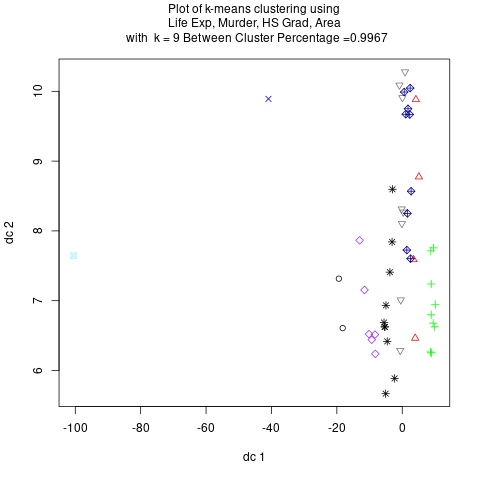 Plot of k-means clustering using
Life Exp, Murder, HS Grad, Area
with k = 9 Between Cluster Percentage =0.9967
10
9
8
7
6
dc 2
-100
-80
-60
-40
-20
0
dc 1